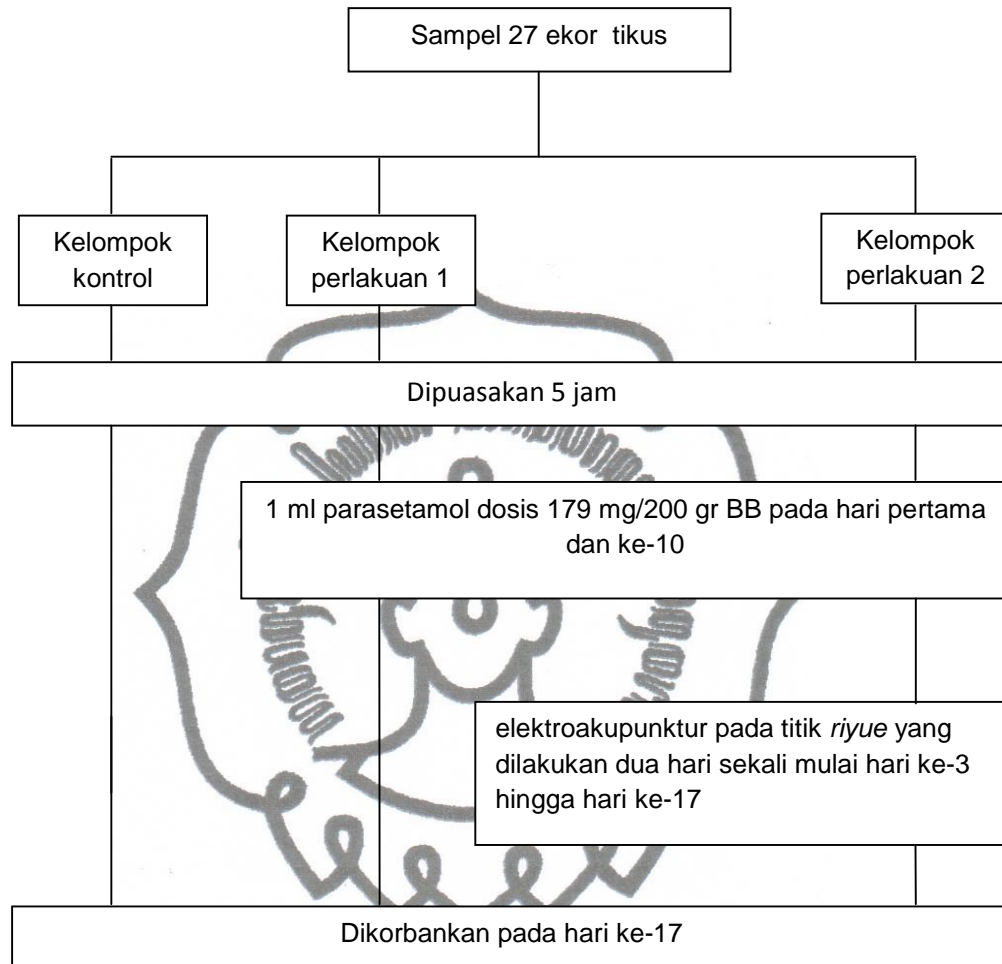 Sampel 27 ekor tikus
Kelompok
kontrol
Kelompok
perlakuan 1
Kelompok
perlakuan 2
Dipuasakan 5 jam
1 ml parasetamol dosis 179 mg/200 gr BB pada hari pertama
dan ke-10
elektroakupunktur pada titik riyue yang
dilakukan dua hari sekali mulai hari ke-3
hingga hari ke-17
Dikorbankan pada hari ke-17